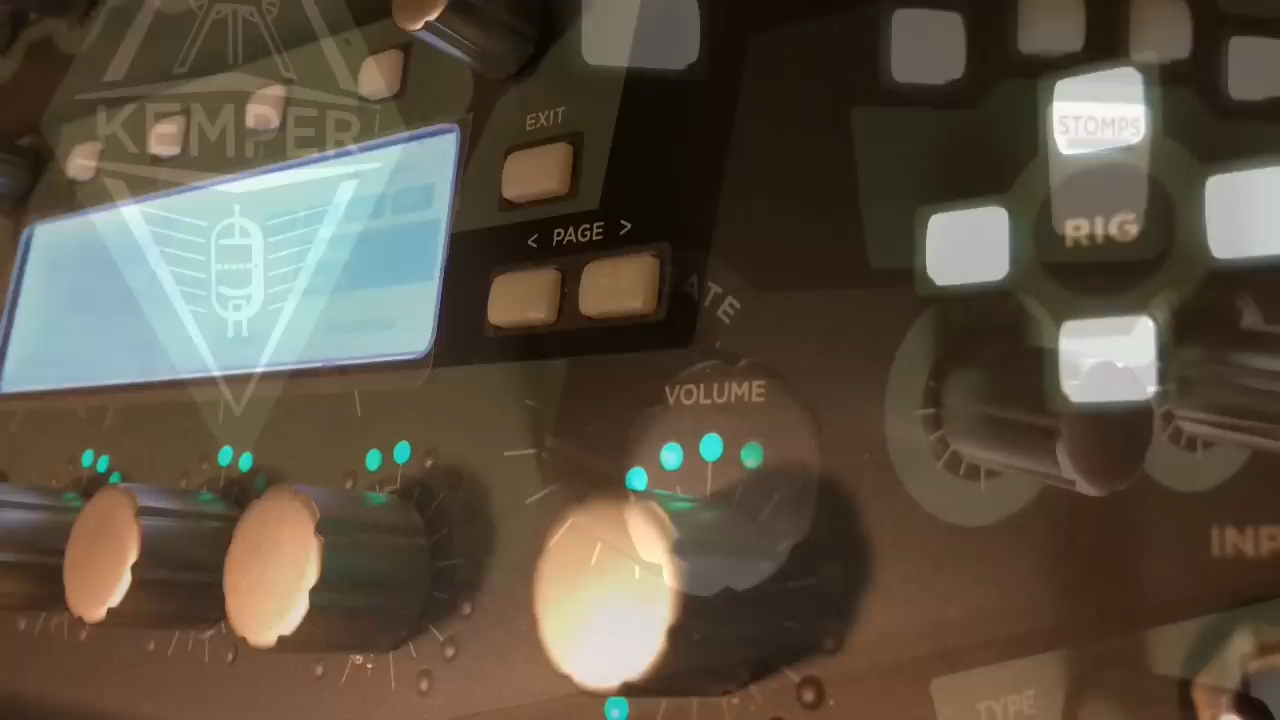 KEMPER
EXIT
STOMPS
< PAGE >
RIG
VOLUME
TYPE